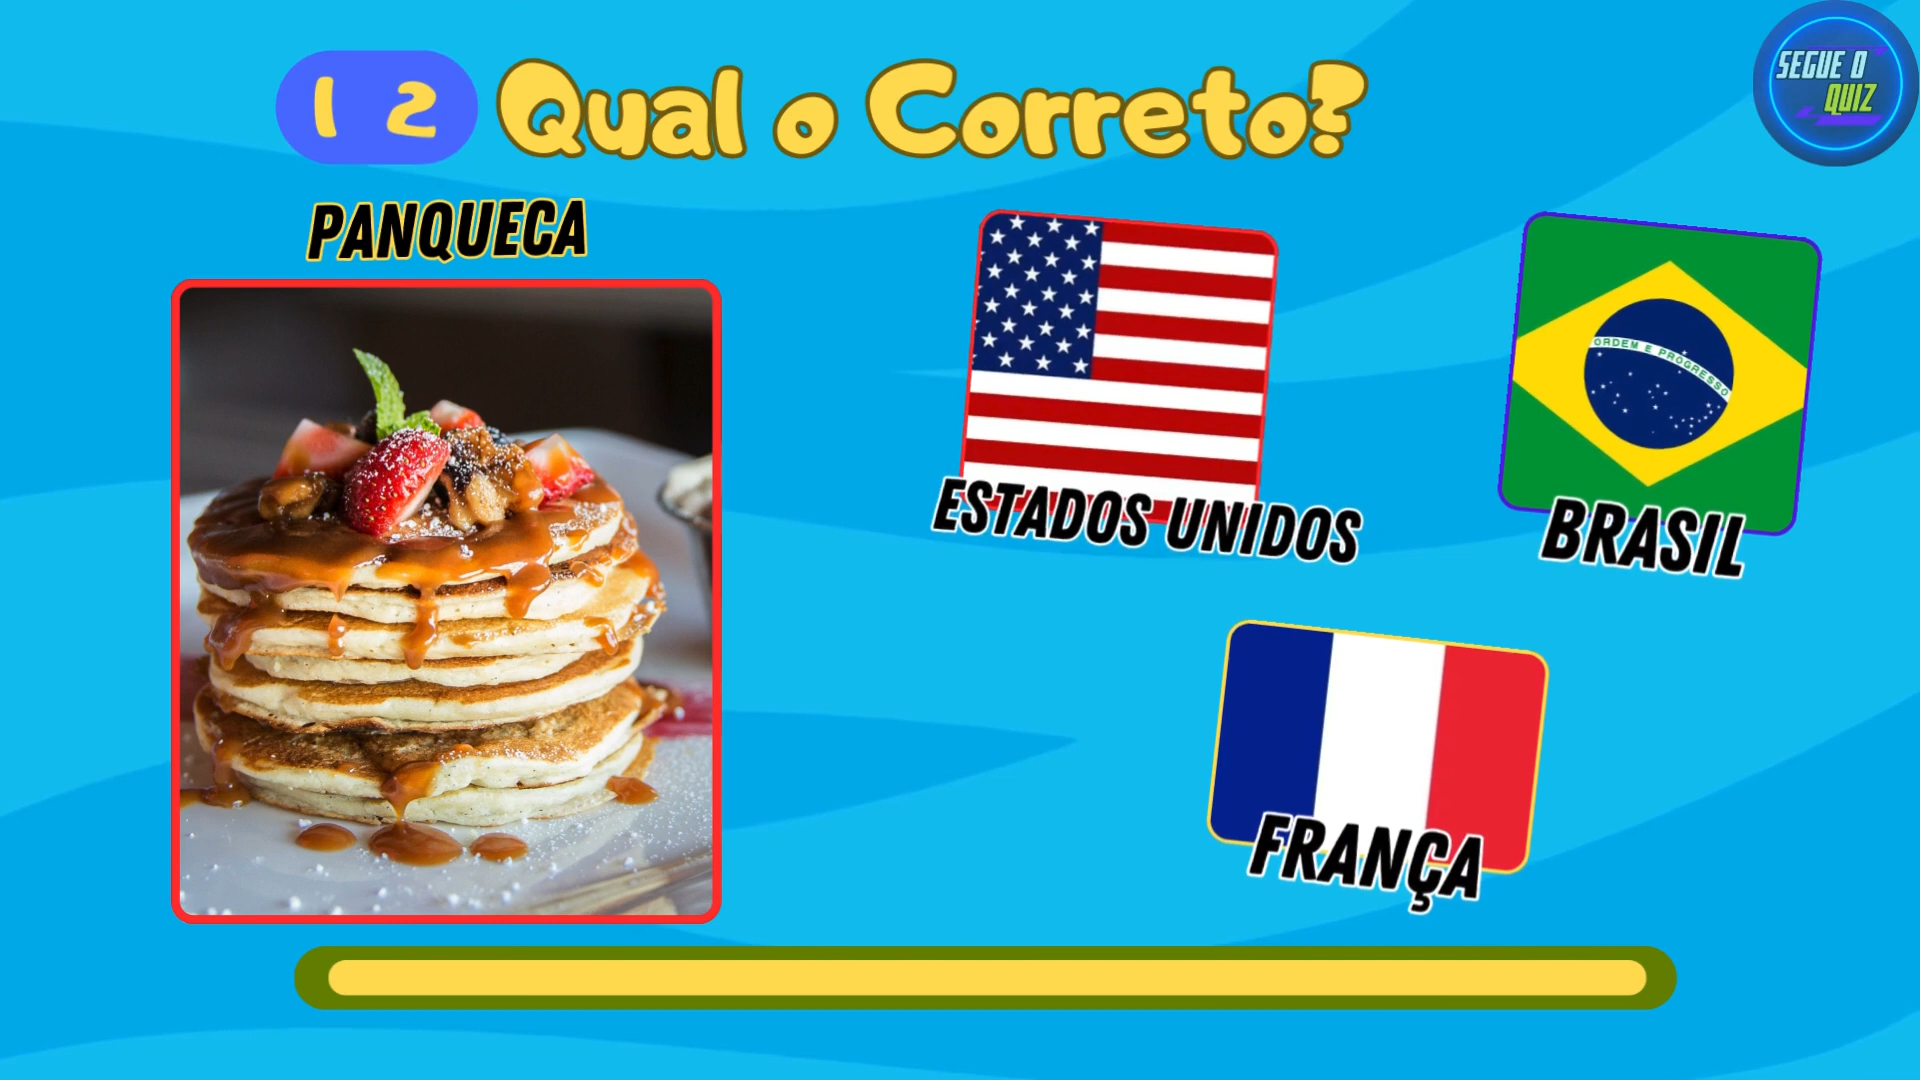 1 2 Qual o Correto?
SEGUE O
QUIZ
PANQUECA
ORDEM E PROGRESSO
ESTADOS UNIDOS
BRASIL
FRANÇA